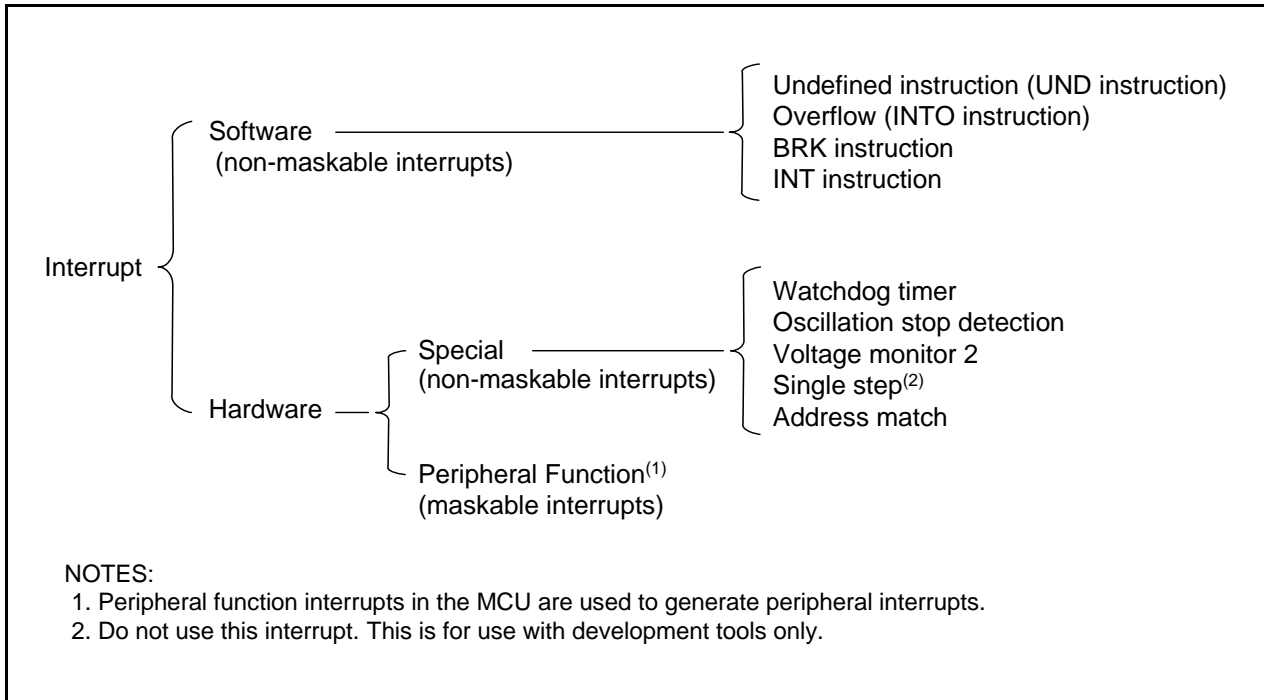 Undefined instruction (UND instruction)
Overflow (INTO instruction)
BRK instruction
INT instruction
Software
(non-maskable interrupts)
Interrupt
Watchdog timer
Oscillation stop detection
Voltage monitor 2
Single step(2)
Address match
Special
(non-maskable interrupts)
Hardware
Peripheral Function(1)
(maskable interrupts)
NOTES:
1. Peripheral function interrupts in the MCU are used to generate peripheral interrupts.
2. Do not use this interrupt. This is for use with development tools only.